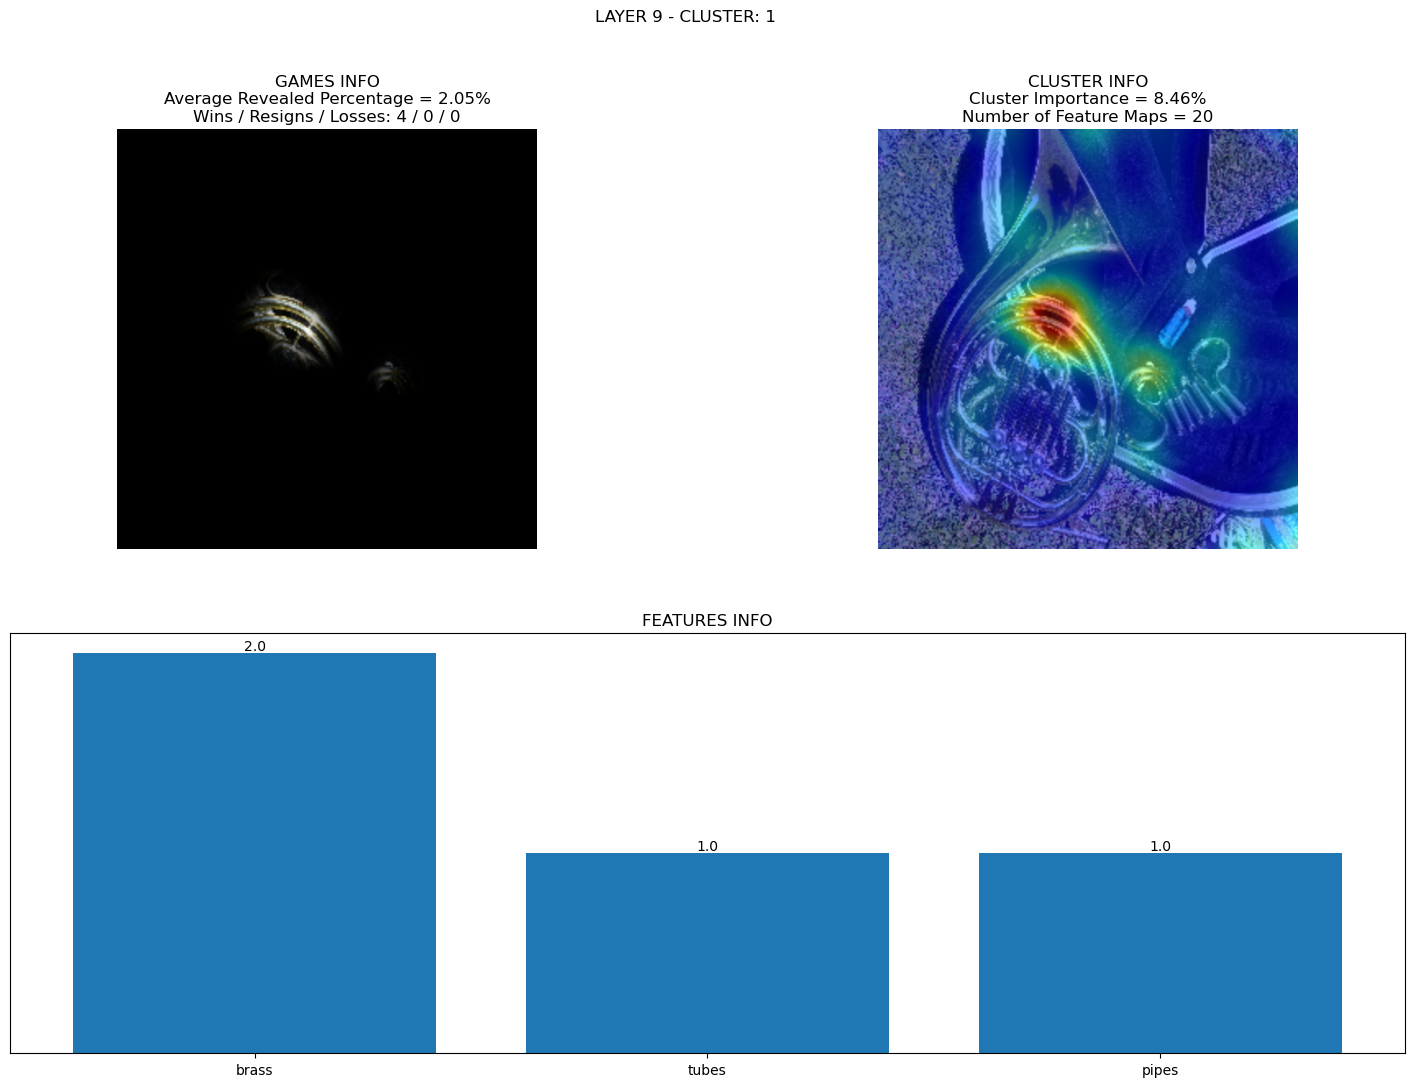 LAYER 9 - CLUSTER: 1
GAMES INFO
Average Revealed Percentage = 2.05%
Wins / Resigns / Losses: 4 / 0 / 0
CLUSTER INFO
Cluster Importance = 8.46%
Number of Feature Maps = 20
FEATURES INFO
2.0
1.0
1.0
brass
tubes
pipes